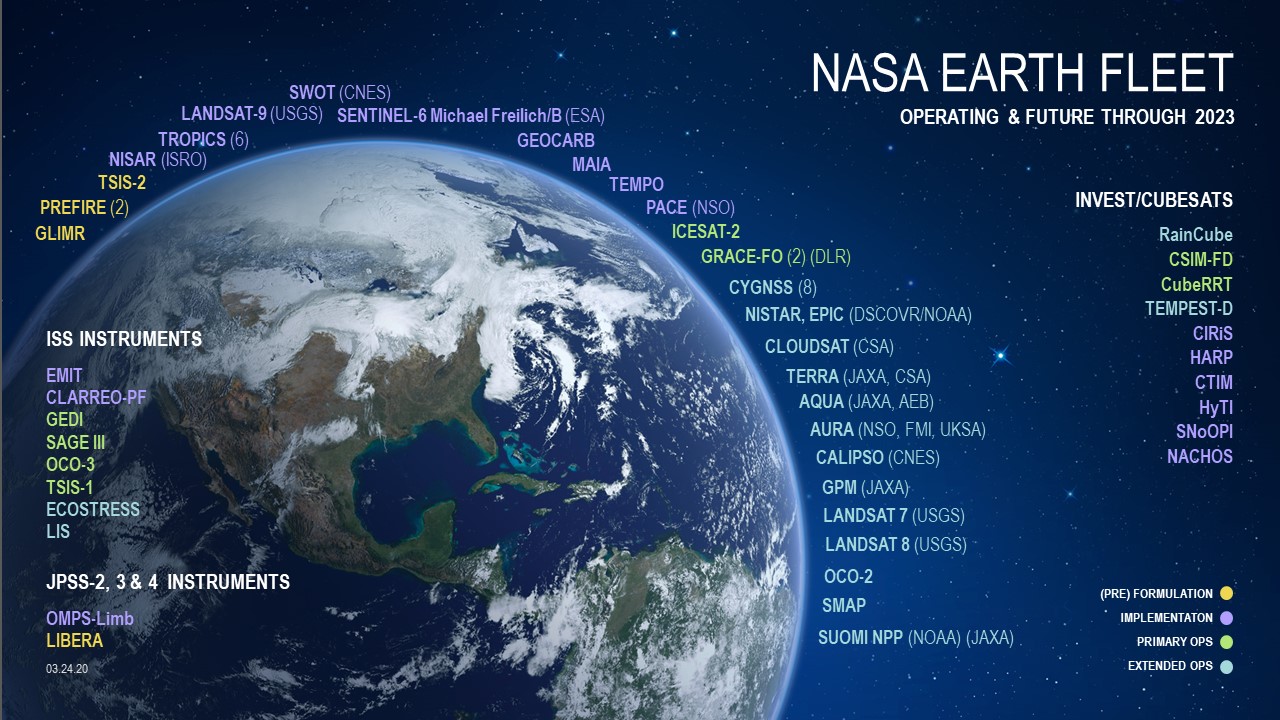 NASA EARTH FLEET
OPERATING & FUTURE THROUGH 2023
SWOT (CNES)
LANDSAT-9 (USGS)
SENTINEL-6 Michael Freilich/B (ESA)
TROPICS (6)
GEOCARB
NISAR (ISRO)
MAIA
TSIS-2
TEMPO
PREFIRE (2)
PACE (NSO)
GLIMR
ICESAT-2
GRACE-FO (2) (DLR)
CYGNSS (8)
NISTAR, EPIC (DSCOVR/NOAA)
CLOUDSAT (CSA)
TERRA (JAXA, CSA)
AQUA (JAXA, AEB)
AURA (NSO, FMI, UKSA)
CALIPSO (CNES)
GPM (JAXA)
LANDSAT 7 (USGS)
LANDSAT 8 (USGS)
OCO-2
SMAP
SUOMI NPP (NOAA) (JAXA)
INVEST/CUBESATS
RainCube
CSIM-FD
CubeRRT
TEMPEST-D
CIRiS
HARP
CTIM
HyTI
SNoOPI
NACHOS
ISS INSTRUMENTS
EMIT
CLARREO-PF
GEDI
SAGE III
OCO-3
TSIS-1
ECOSTRESS
LIS
JPSS-2, 3 & 4 INSTRUMENTS
OMPS-Limb
LIBERA
03.24.20
(PRE) FORMULATION
IMPLEMENTATON
PRIMARY OPS
EXTENDED OPS